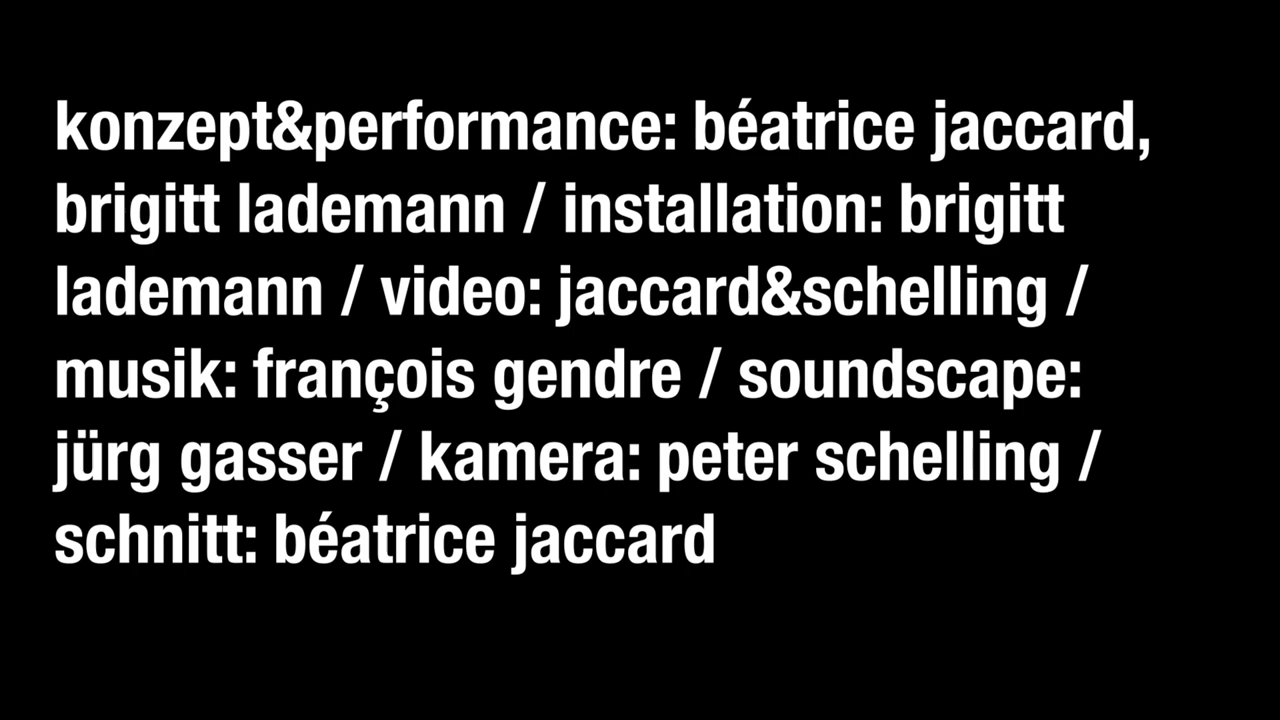 konzept&performance: béatrice jaccard,
brigitt lademann / installation: brigitt
lademann / video: jaccard&schelling /
musik: françois gendre / soundscape:
jürg gasser / kamera: peter schelling /
schnitt: béatrice jaccard